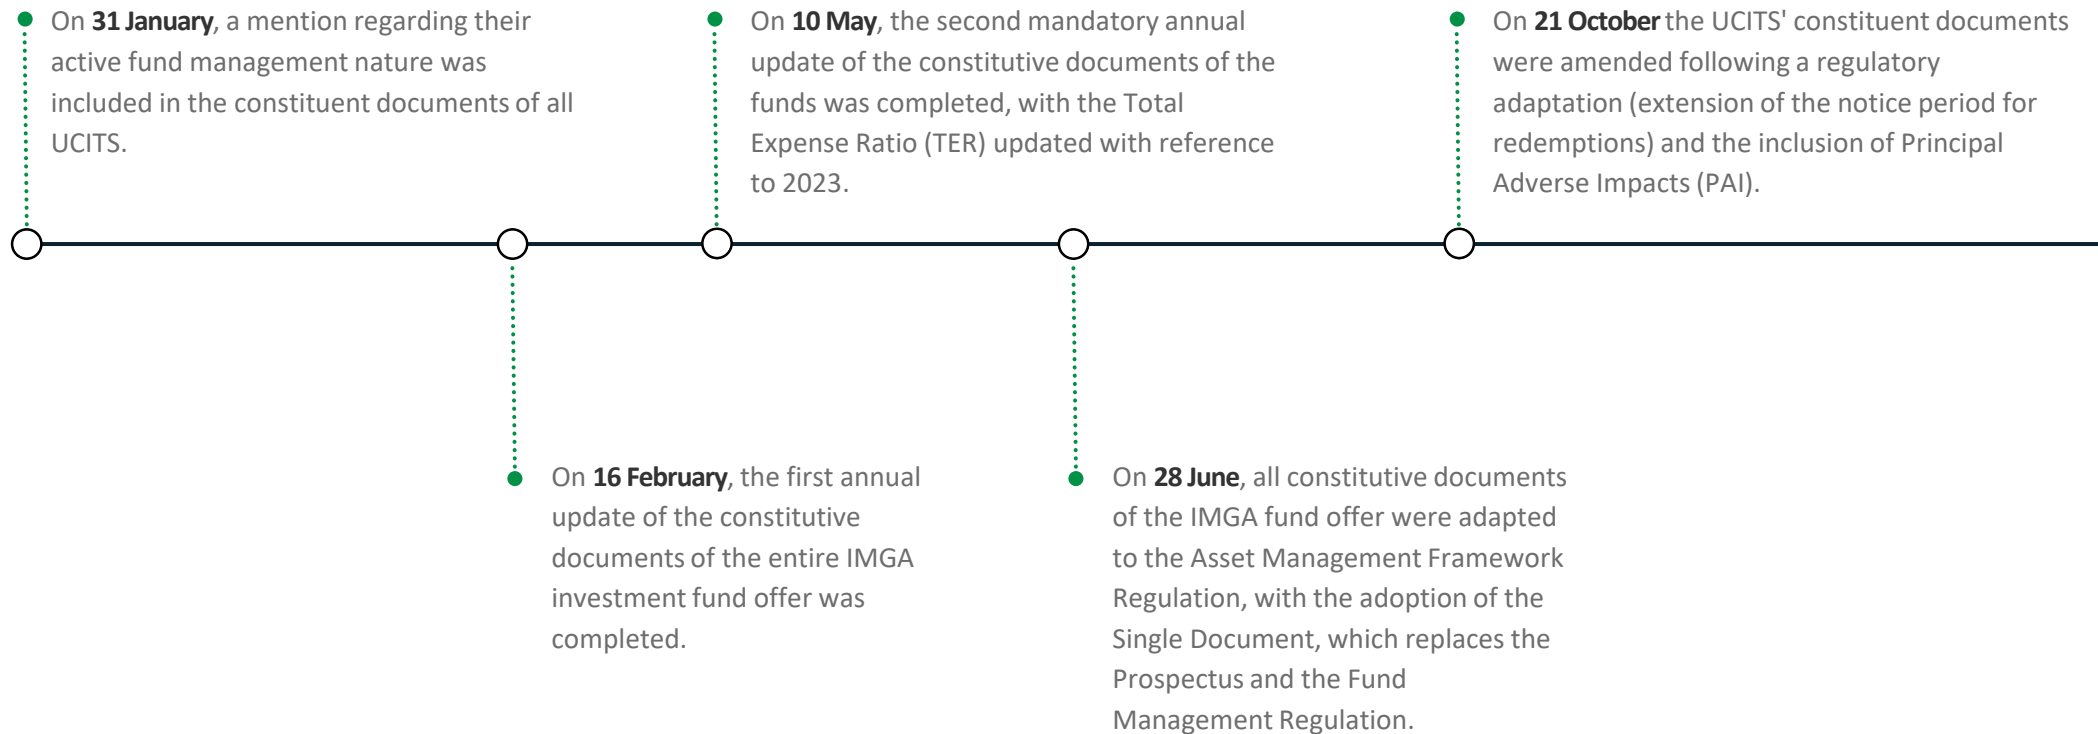 On 31 January, a mention regarding their
active fund management nature was
included in the constituent documents of all
UCITS.
On 10 May, the second mandatory annual
update of the constitutive documents of the
funds was completed, with the Total
Expense Ratio (TER) updated with reference
to 2023.
On 21 October the UCITS' constituent documents
were amended following a regulatory
adaptation (extension of the notice period for
redemptions) and the inclusion of Principal
Adverse Impacts (PAI).
On 16 February, the first annual
update of the constitutive
documents of the entire IMGA
investment fund offer was
completed.
On 28 June, all constitutive documents
of the IMGA fund offer were adapted
to the Asset Management Framework
Regulation, with the adoption of the
Single Document, which replaces the
Prospectus and the Fund
Management Regulation.